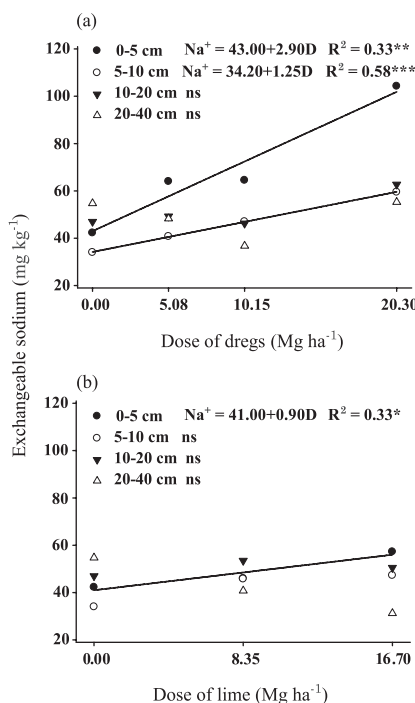 (a)
120
● 0-5 cm Na⁺ = 43.00+2.90D R² = 0.33**
○ 5-10 cm Na⁺ = 34.20+1.25D R² = 0.58***
▼ 10-20 cm ns
△ 20-40 cm ns
100
80
60
40
20
0.00 5.08 10.15 20.30
Dose of dregs (Mg ha⁻¹)
Exchangeable sodium (mg kg⁻¹)
(b)
120
● 0-5 cm Na⁺ = 41.00+0.90D R² = 0.33*
○ 5-10 cm ns
▼ 10-20 cm ns
△ 20-40 cm ns
100
80
60
40
20
0.00 8.35 16.70
Dose of lime (Mg ha⁻¹)